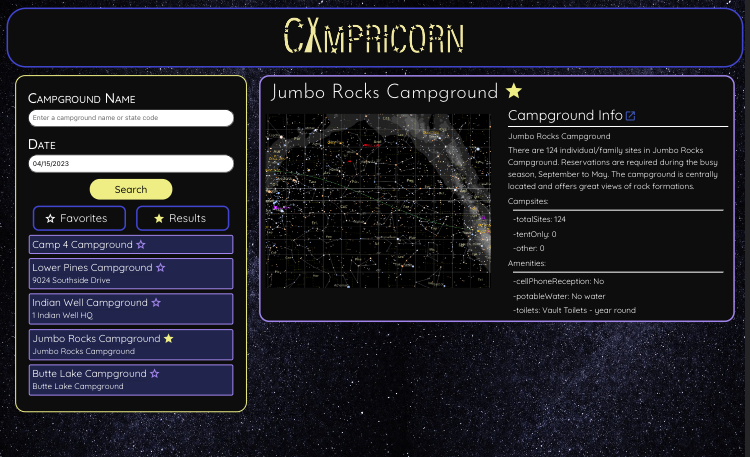 CAMPRICORN
Campground Name
Enter a campground name or state code
Date
04/15/2023
Search
Favorites
Results
Camp 4 Campground
Lower Pines Campground
9024 Southside Drive
Indian Well Campground
1 Indian Well HQ
Jumbo Rocks Campground
Jumbo Rocks Campground
Butte Lake Campground
Butte Lake Campground
Jumbo Rocks Campground
Campground Info
Jumbo Rocks Campground
There are 124 individual/family sites in Jumbo Rocks
Campground. Reservations are required during the busy
season, September to May. The campground is centrally
located and offers great views of rock formations.
Campsites:
-totalSites: 124
-tentOnly: 0
-other: 0
Amenities:
-cellPhoneReception: No
-potableWater: No water
-toilets: Vault Toilets - year round